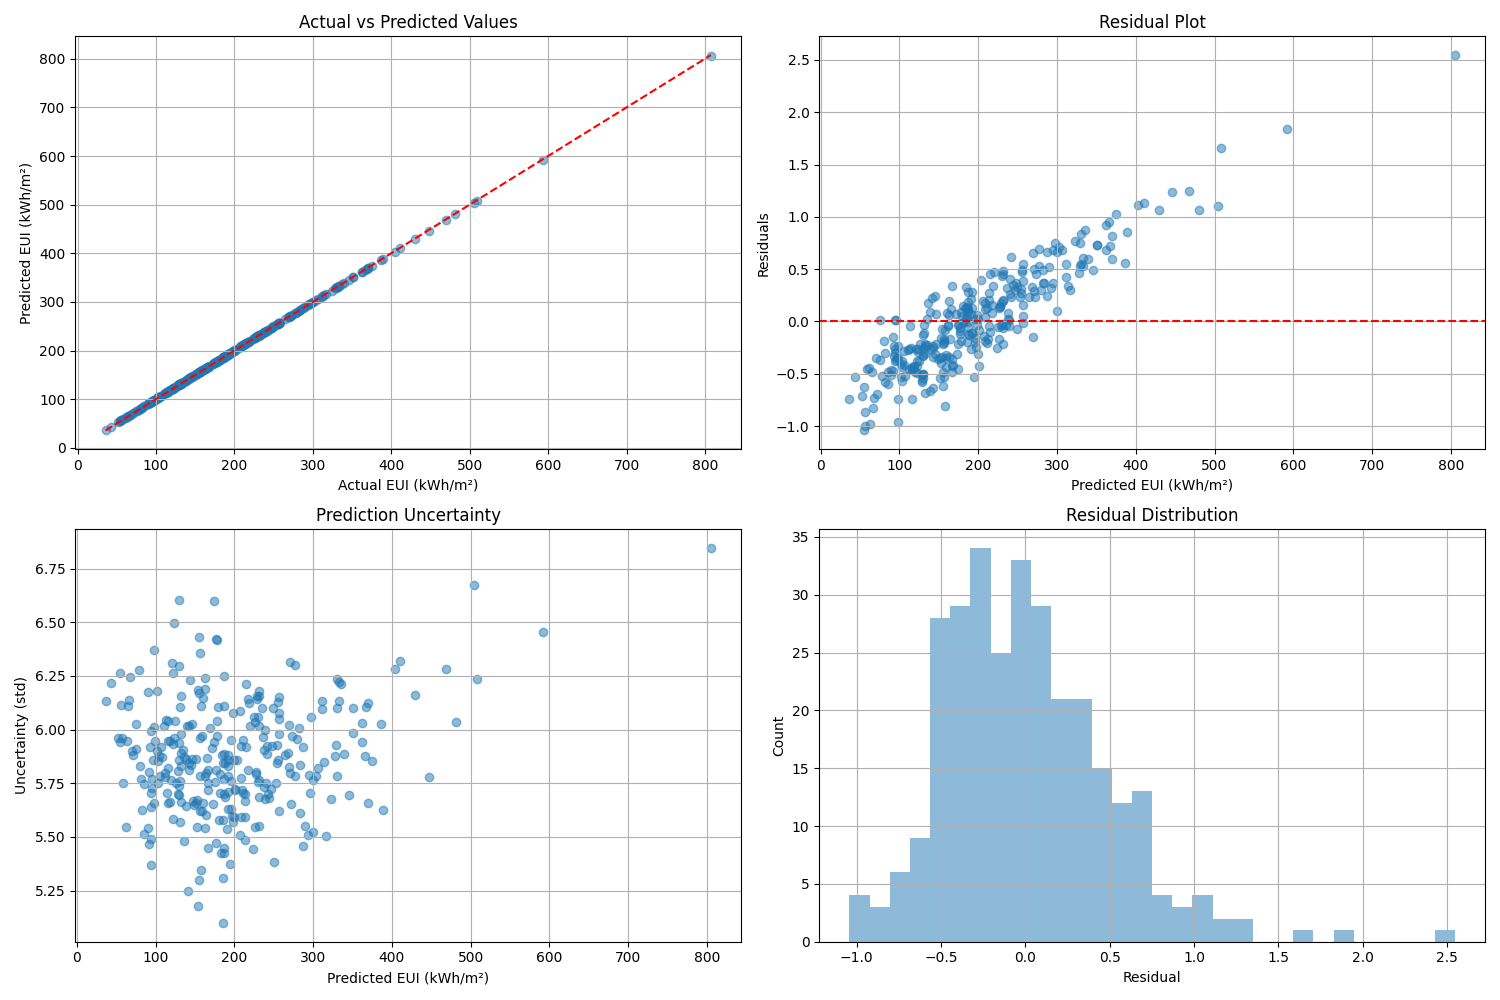 Actual vs Predicted Values
Predicted EUI (kWh/m²)
800
700
600
500
400
300
200
100
0
0 100 200 300 400 500 600 700 800
Actual EUI (kWh/m²)
Residual Plot
Residuals
2.5
2.0
1.5
1.0
0.5
0.0
−0.5
−1.0
0 100 200 300 400 500 600 700 800
Predicted EUI (kWh/m²)
Prediction Uncertainty
Uncertainty (std)
6.75
6.50
6.25
6.00
5.75
5.50
5.25
0 100 200 300 400 500 600 700 800
Predicted EUI (kWh/m²)
Residual Distribution
Count
35
30
25
20
15
10
5
0
−1.0 −0.5 0.0 0.5 1.0 1.5 2.0 2.5
Residual